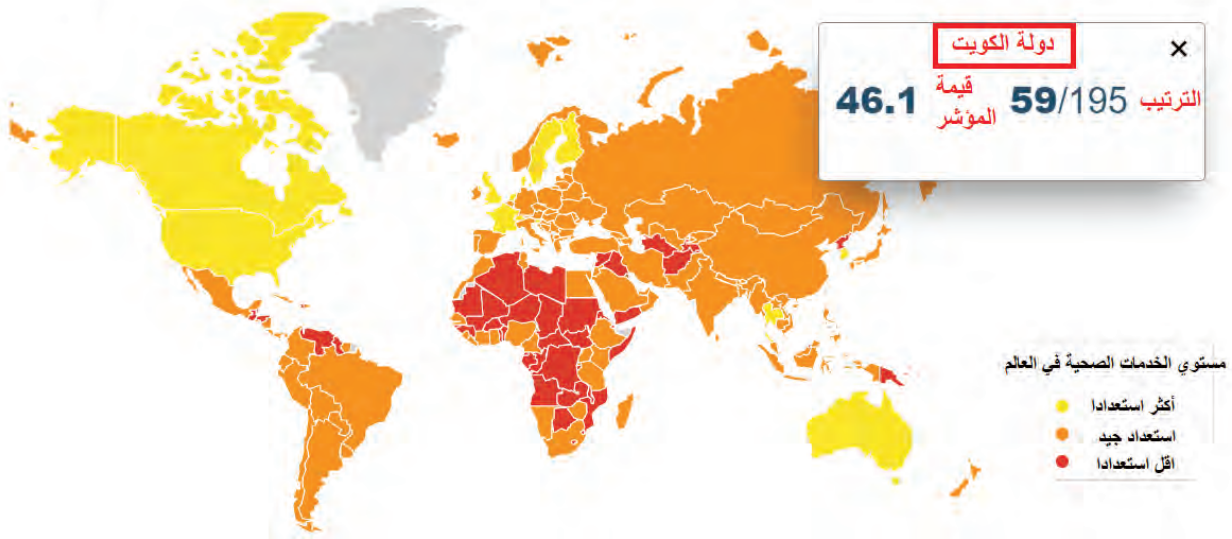 دولة الكويت
×
الترتيب 59/195 قيمة المؤشر 46.1
مستوي الخدمات الصحية في العالم
أكثر استعدادا
استعداد جيد
اقل استعدادا